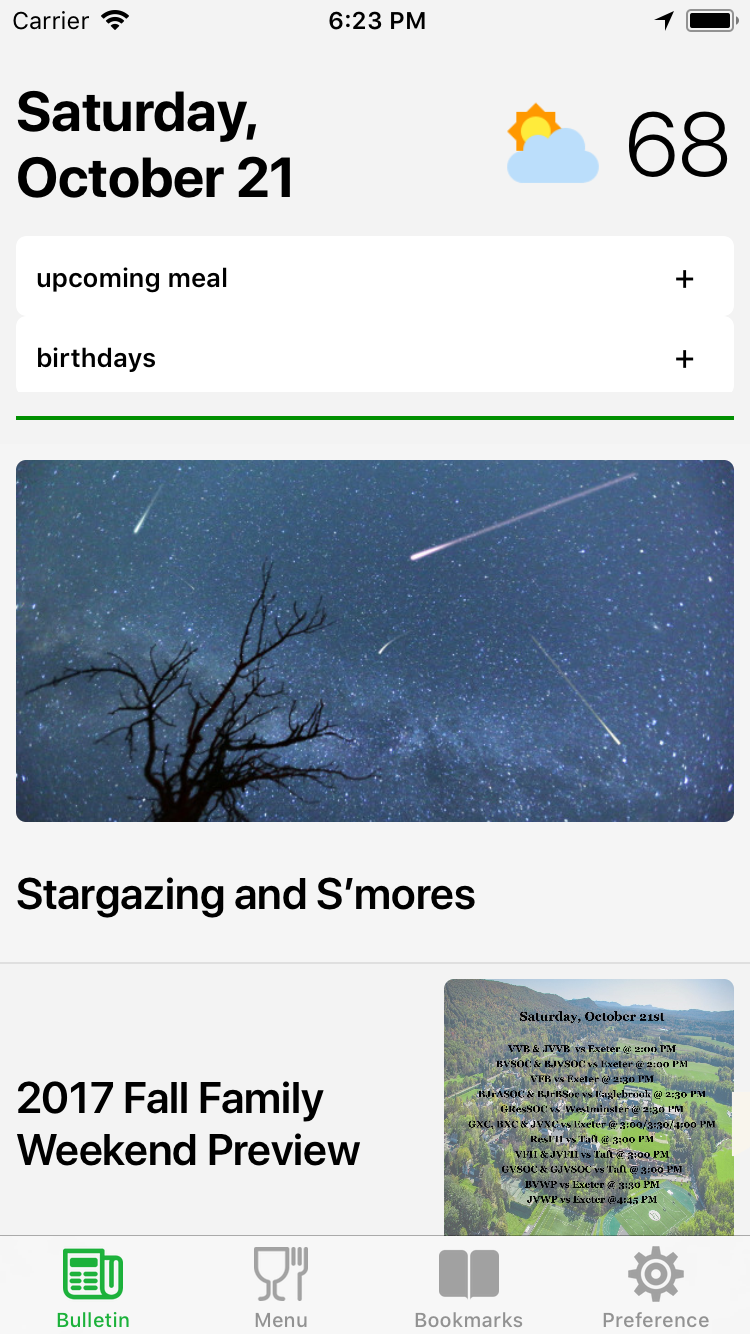 Carrier 6:23 PM
Saturday,
October 21
68
upcoming meal +
birthdays +
Stargazing and S’mores
2017 Fall Family
Weekend Preview
Saturday, October 21st
VVB & JVVB vs Exeter @ 2:00 PM
BVSOC & BJVSOC vs Exeter @ 2:00 PM
VFB vs Exeter @ 2:30 PM
BJrASOC & BJrBSoc vs Eaglebrook @ 2:30 PM
GResSOC vs Westminster @ 2:30 PM
GXC, BXC & JVXC vs Exeter @ 3:00/3:30/4:00 PM
ResFH vs Taft @ 3:00 PM
VFH & JVFH vs Taft @ 3:00 PM
GVSOC & GJVSOC vs Taft @ 3:00 PM
BVWP vs Exeter @ 3:30 PM
JVWP vs Exeter @4:45 PM
Bulletin Menu Bookmarks Preference